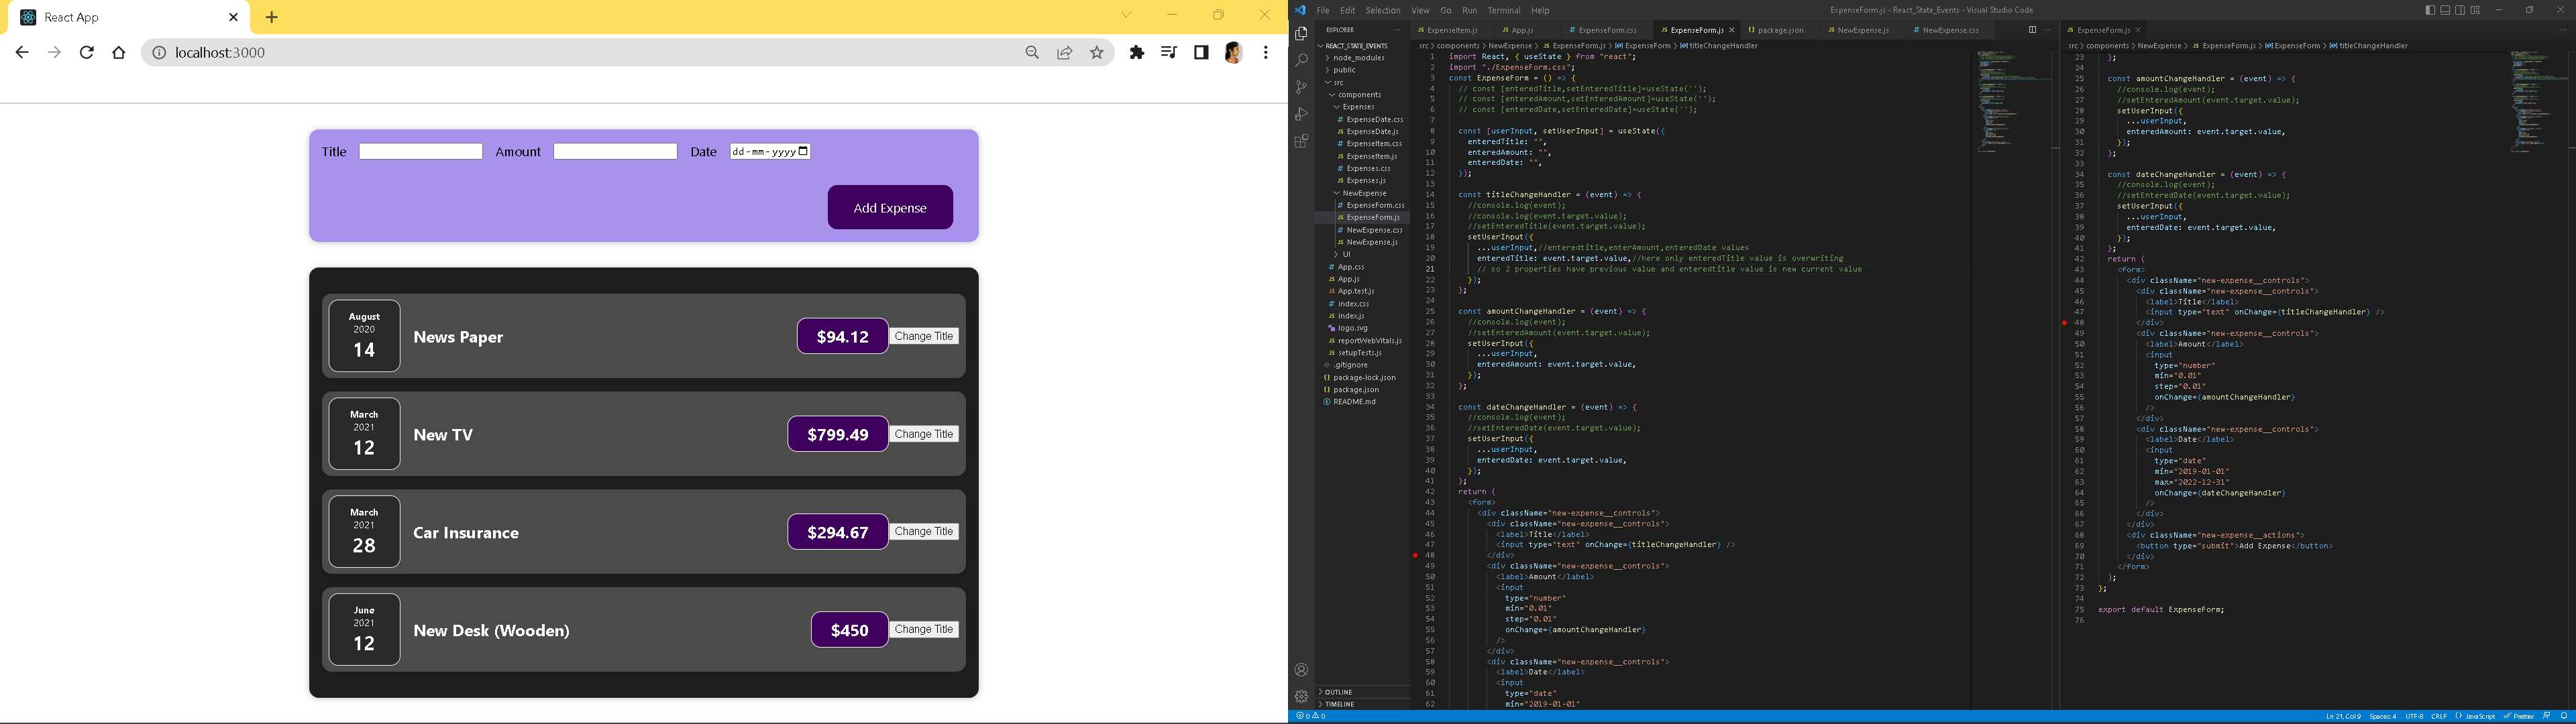 React App
localhost:3000
Title
Amount
Date
dd-mm-yyyy
Add Expense
August
2020
14
News Paper
$94.12
Change Title
March
2021
12
New TV
$799.49
Change Title
March
2021
28
Car Insurance
$294.67
Change Title
June
2021
12
New Desk (Wooden)
$450
Change Title
File Edit Selection View Go Run Terminal Help
ExpenseForm.js - React_State_Events - Visual Studio Code
EXPLORER
REACT_STATE_EVENTS
node_modules
public
src
components
Expenses
ExpenseDate.css
ExpenseDate.js
ExpenseItem.css
ExpenseItem.js
Expenses.css
Expenses.js
NewExpense
ExpenseForm.css
ExpenseForm.js
NewExpense.css
NewExpense.js
UI
App.css
App.js
App.test.js
index.css
index.js
logo.svg
reportWebVitals.js
setupTests.js
.gitignore
package-lock.json
package.json
README.md
OUTLINE
TIMELINE
ExpenseItem.js App.js ExpenseForm.css ExpenseForm.js package.json NewExpense.js NewExpense.css
src > components > NewExpense > JS ExpenseForm.js > ExpenseForm > titleChangeHandler
1 import React, { useState } from "react";
2 import "./ExpenseForm.css";
3 const ExpenseForm = () => {
4 // const [enteredTitle,setEnteredTitle]=useState('');
5 // const [enteredAmount,setEnteredAmount]=useState('');
6 // const [enteredDate,setEnteredDate]=useState('');
7
8 const [userInput, setUserInput] = useState({
9 enteredTitle: "",
10 enteredAmount: "",
11 enteredDate: "",
12 });
13
14 const titleChangeHandler = (event) => {
15 //console.log(event);
16 //console.log(event.target.value);
17 //setEnteredTitle(event.target.value);
18 setUserInput({
19 ...userInput,//enteredtitle,enterAmount,enteredDate values
20 enteredTitle: event.target.value,//here only enteredTitle value is overwriting
21 // so 2 properties have previous value and enteredtitle value is new current value
22 });
23 };
24
25 const amountChangeHandler = (event) => {
26 //console.log(event);
27 //setEnteredAmount(event.target.value);
28 setUserInput({
29 ...userInput,
30 enteredAmount: event.target.value,
31 });
32 };
33
34 const dateChangeHandler = (event) => {
35 //console.log(event);
36 //setEnteredDate(event.target.value);
37 setUserInput({
38 ...userInput,
39 enteredDate: event.target.value,
40 });
41 };
42 return (
43 <form>
44 <div className="new-expense__controls">
45 <div className="new-expense__controls">
46 <label>Title</label>
47 <input type="text" onChange={titleChangeHandler} />
48 </div>
49 <div className="new-expense__controls">
50 <label>Amount</label>
51 <input
52 type="number"
53 min="0.01"
54 step="0.01"
55 onChange={amountChangeHandler}
56 />
57 </div>
58 <div className="new-expense__controls">
59 <label>Date</label>
60 <input
61 type="date"
62 min="2019-01-01"
ExpenseForm.js
src > components > NewExpense > JS ExpenseForm.js > ExpenseForm > titleChangeHandler
23 };
24
25 const amountChangeHandler = (event) => {
26 //console.log(event);
27 //setEnteredAmount(event.target.value);
28 setUserInput({
29 ...userInput,
30 enteredAmount: event.target.value,
31 });
32 };
33
34 const dateChangeHandler = (event) => {
35 //console.log(event);
36 //setEnteredDate(event.target.value);
37 setUserInput({
38 ...userInput,
39 enteredDate: event.target.value,
40 });
41 };
42 return (
43 <form>
44 <div className="new-expense__controls">
45 <div className="new-expense__controls">
46 <label>Title</label>
47 <input type="text" onChange={titleChangeHandler} />
48 </div>
49 <div className="new-expense__controls">
50 <label>Amount</label>
51 <input
52 type="number"
53 min="0.01"
54 step="0.01"
55 onChange={amountChangeHandler}
56 />
57 </div>
58 <div className="new-expense__controls">
59 <label>Date</label>
60 <input
61 type="date"
62 min="2019-01-01"
63 max="2022-12-31"
64 onChange={dateChangeHandler}
65 />
66 </div>
67 </div>
68 <div className="new-expense__actions">
69 <button type="submit">Add Expense</button>
70 </div>
71 </form>
72 );
73 };
74
75 export default ExpenseForm;
76
0 0
Ln 21, Col 9 Spaces: 4 UTF-8 CRLF JavaScript Prettier